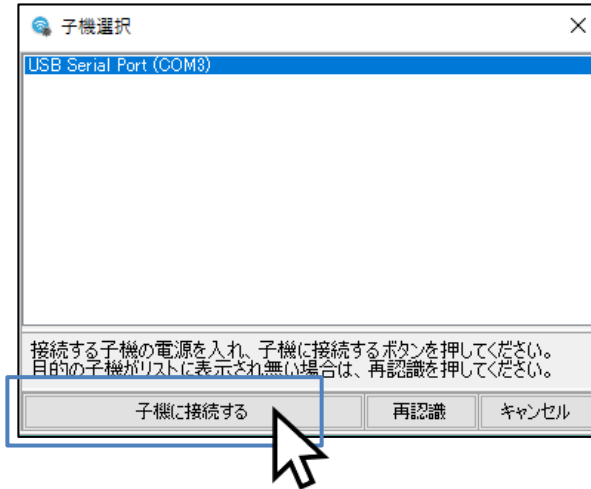 子機選択
USB Serial Port (COM3)
接続する子機の電源を入れ、子機に接続するボタンを押してください。
目的の子機がリストに表示され無い場合は、再認識を押してください。
子機に接続する 再認識 キャンセル